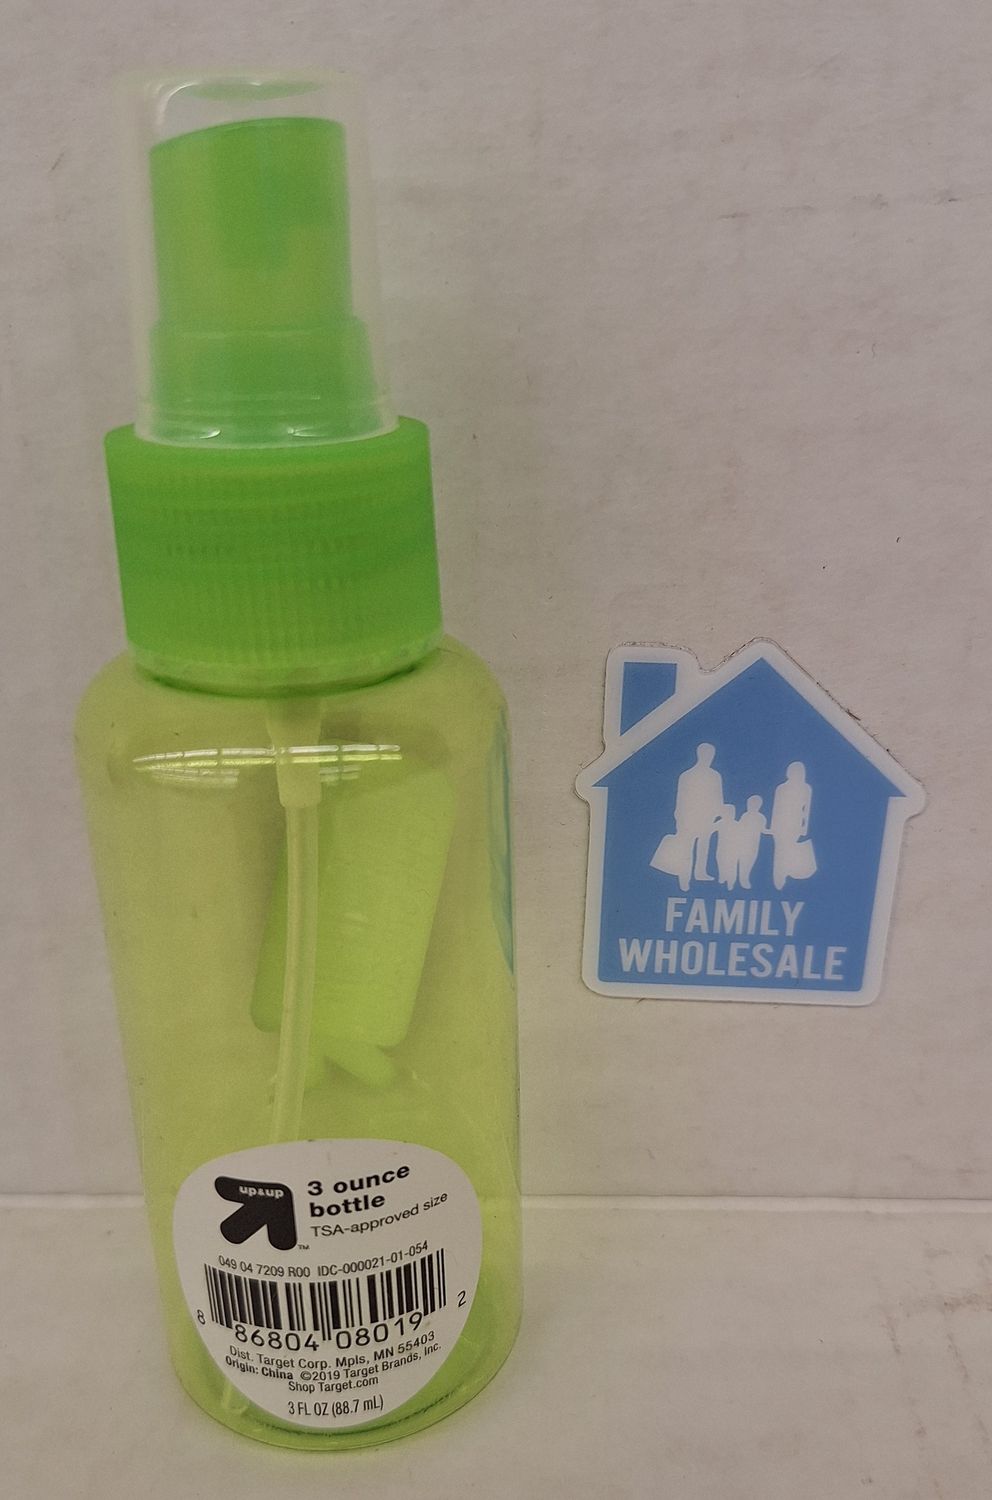 up&up
3 ounce
bottle
TSA-approved size
TM
049 04 7209 R00 IDC-000021-01-054
8 86804 08019 2
Dist. Target Corp. Mpls, MN 55403
Origin: China ©2019 Target Brands, Inc.
Shop Target.com
3 FL OZ (88.7 mL)
FAMILY
WHOLESALE